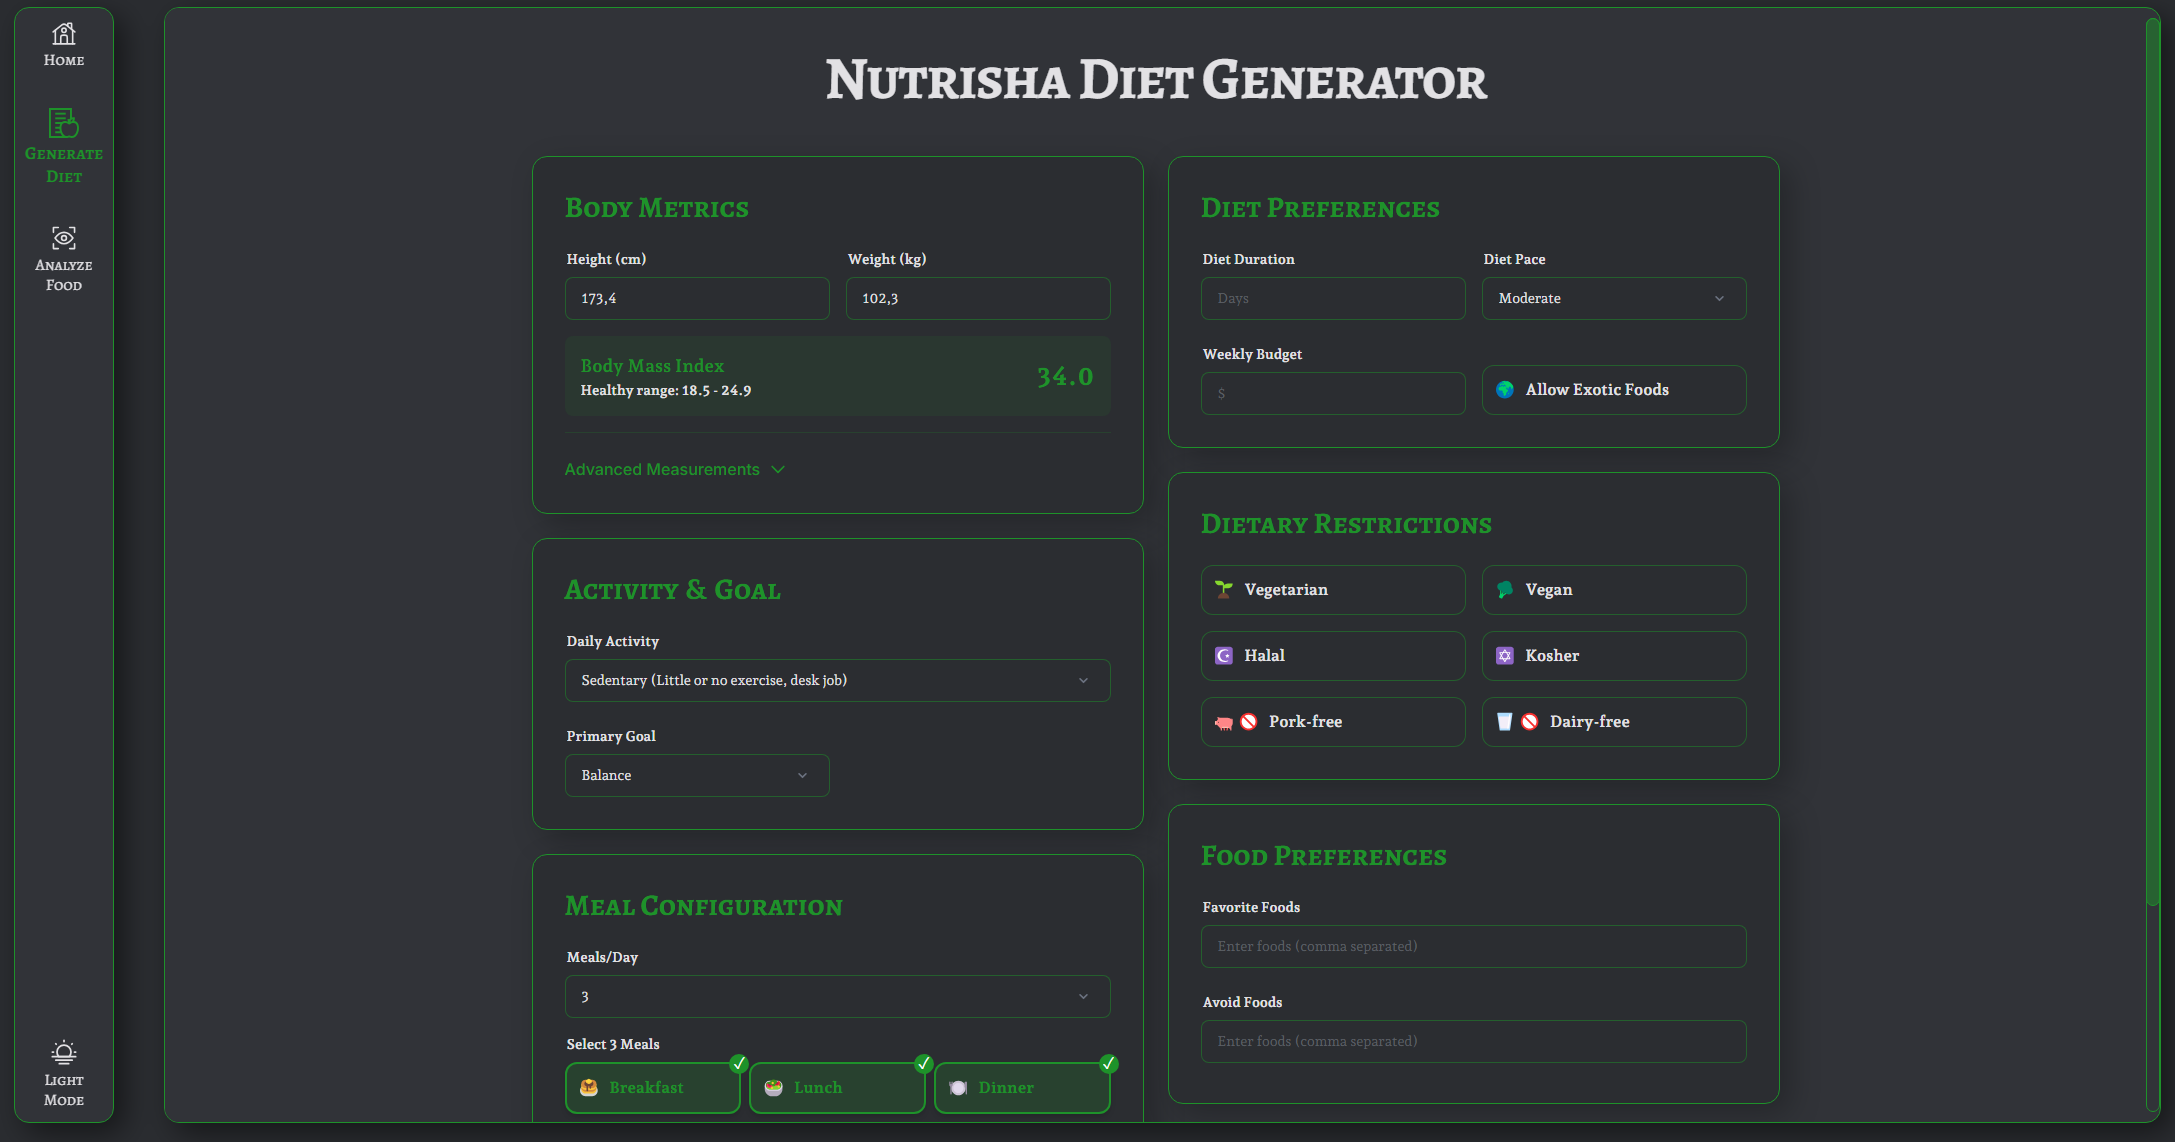 Home
Generate
Diet
Analyze
Food
Light
Mode
Nutrisha Diet Generator
Body Metrics
Height (cm)
Weight (kg)
173,4
102,3
Body Mass Index
Healthy range: 18.5 - 24.9
34.0
Advanced Measurements
Activity & Goal
Daily Activity
Sedentary (Little or no exercise, desk job)
Primary Goal
Balance
Meal Configuration
Meals/Day
3
Select 3 Meals
Breakfast
Lunch
Dinner
Diet Preferences
Diet Duration
Diet Pace
Days
Moderate
Weekly Budget
$
Allow Exotic Foods
Dietary Restrictions
Vegetarian
Vegan
Halal
Kosher
Pork-free
Dairy-free
Food Preferences
Favorite Foods
Enter foods (comma separated)
Avoid Foods
Enter foods (comma separated)